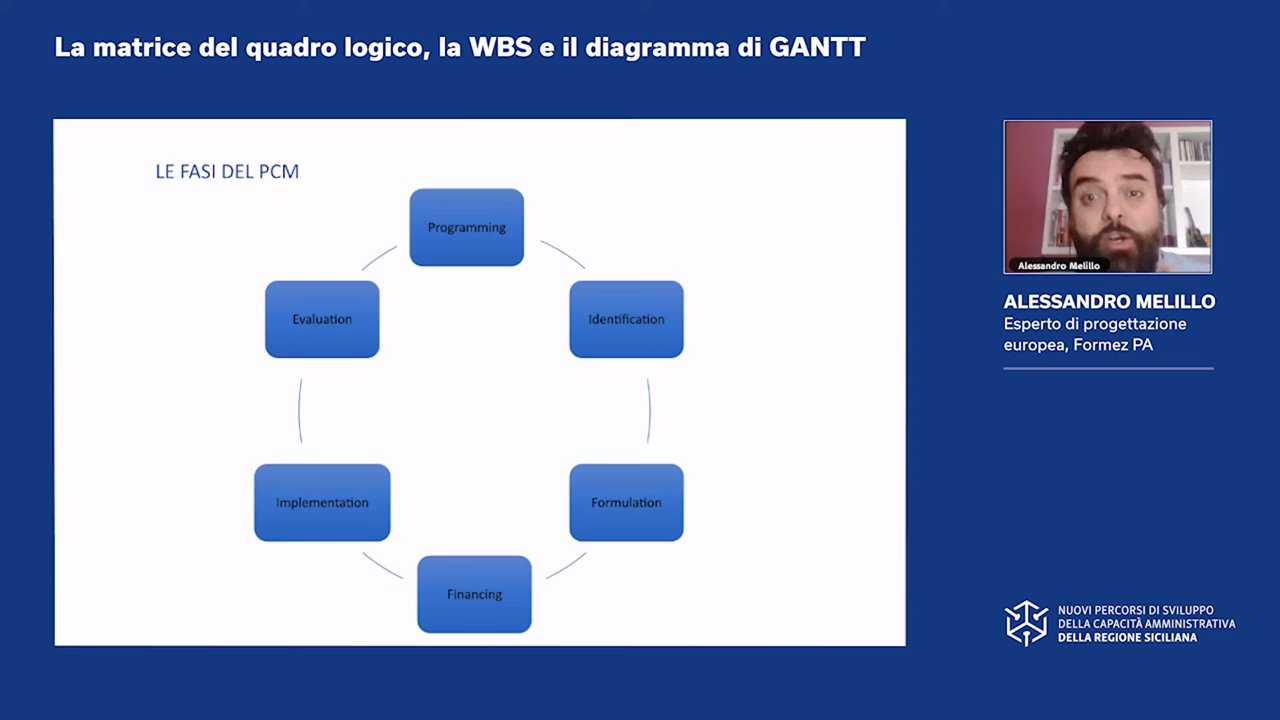 La matrice del quadro logico, la WBS e il diagramma di GANTT
LE FASI DEL PCM
Programming
Evaluation
Identification
Implementation
Formulation
Financing
Alessandro Melillo
ALESSANDRO MELILLO
Esperto di progettazione
europea, Formez PA
NUOVI PERCORSI DI SVILUPPO
DELLA CAPACITÀ AMMINISTRATIVA
DELLA REGIONE SICILIANA